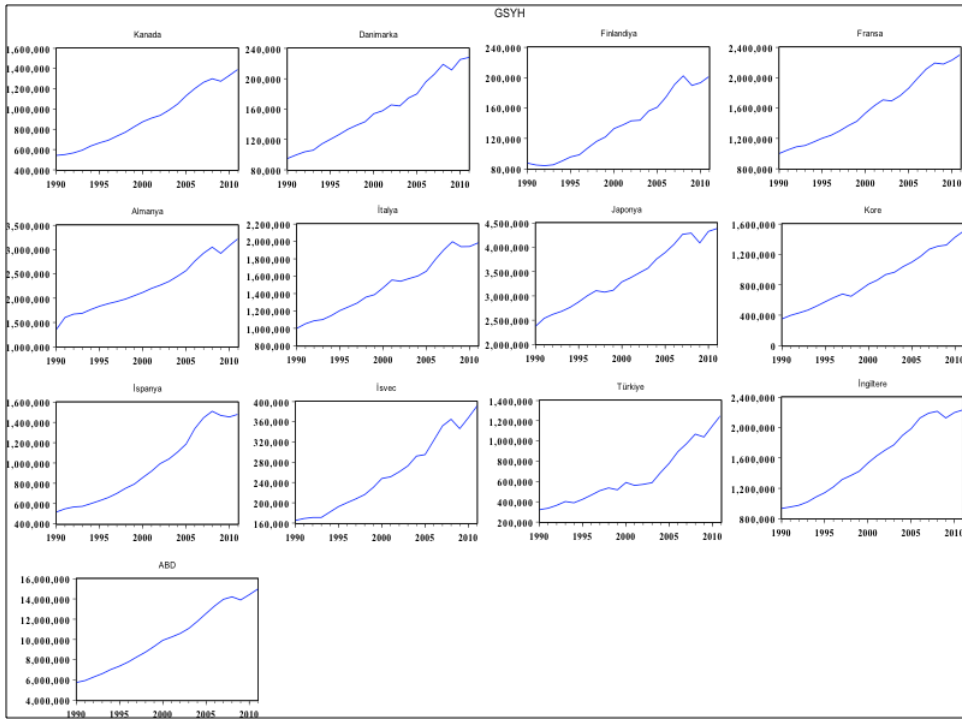 GSYH
Kanada
1,600,000
1,400,000
1,200,000
1,000,000
800,000
600,000
400,000
1990 1995 2000 2005 2010
Danimarka
240,000
200,000
160,000
120,000
80,000
1990 1995 2000 2005 2010
Finlandiya
240,000
200,000
160,000
120,000
80,000
1990 1995 2000 2005 2010
Fransa
2,400,000
2,000,000
1,600,000
1,200,000
800,000
1990 1995 2000 2005 2010
Almanya
3,500,000
3,000,000
2,500,000
2,000,000
1,500,000
1,000,000
1990 1995 2000 2005 2010
İtalya
2,200,000
2,000,000
1,800,000
1,600,000
1,400,000
1,200,000
1,000,000
800,000
1990 1995 2000 2005 2010
Japonya
4,500,000
4,000,000
3,500,000
3,000,000
2,500,000
2,000,000
1990 1995 2000 2005 2010
Kore
1,600,000
1,200,000
800,000
400,000
0
1990 1995 2000 2005 2010
İspanya
1,600,000
1,400,000
1,200,000
1,000,000
800,000
600,000
400,000
1990 1995 2000 2005 2010
İsvec
400,000
360,000
320,000
280,000
240,000
200,000
160,000
1990 1995 2000 2005 2010
Türkiye
1,400,000
1,200,000
1,000,000
800,000
600,000
400,000
200,000
1990 1995 2000 2005 2010
İngiltere
2,400,000
2,000,000
1,600,000
1,200,000
800,000
1990 1995 2000 2005 2010
ABD
16,000,000
14,000,000
12,000,000
10,000,000
8,000,000
6,000,000
4,000,000
1990 1995 2000 2005 2010